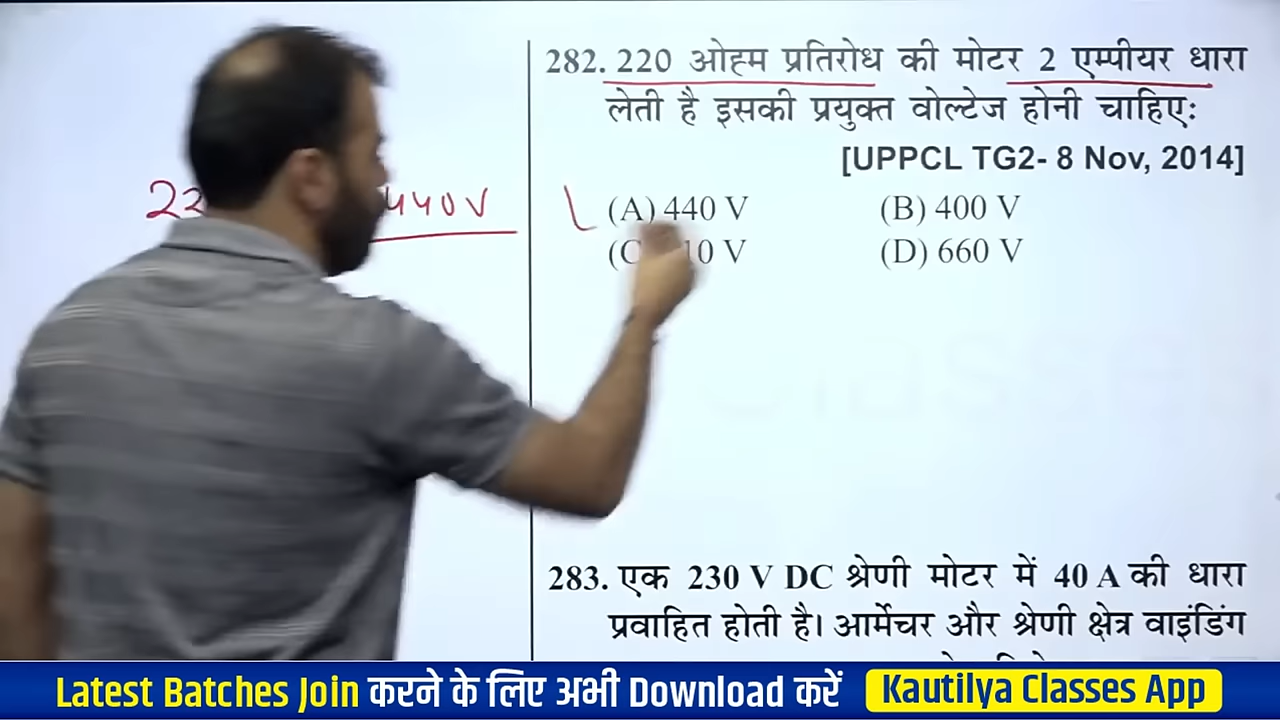 282. 220 ओह्म प्रतिरोध की मोटर 2 एम्पीयर धारा
लेती है इसकी प्रयुक्त वोल्टेज होनी चाहिएः
[UPPCL TG2- 8 Nov, 2014]
(A) 440 V (B) 400 V
(D) 660 V
440V
283. एक 230 V DC श्रेणी मोटर में 40 A की धारा
प्रवाहित होती है। आर्मेचर और श्रेणी क्षेत्र वाइंडिंग
Latest Batches Join करने के लिए अभी Download करें Kautilya Classes App